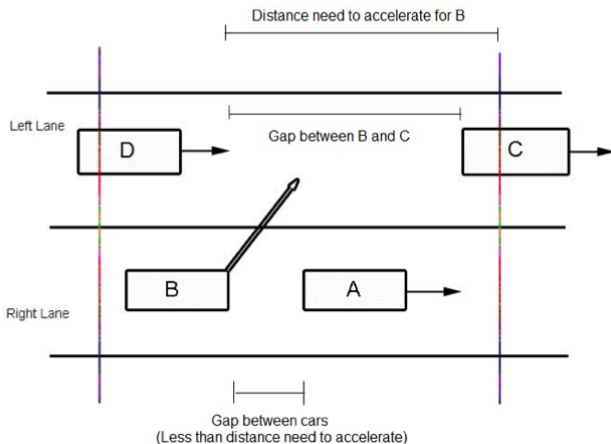 Distance need to accelerate for B
Left Lane
D
Gap between B and C
C
B
A
Right Lane
Gap between cars
(Less than distance need to accelerate)